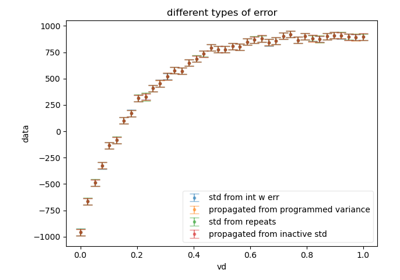 different types of error
1000
750
500
250
0
−250
−500
−750
−1000
data
std from int w err
propagated from programmed variance
std from repeats
propagated from inactive std
0.0 0.2 0.4 0.6 0.8 1.0
vd